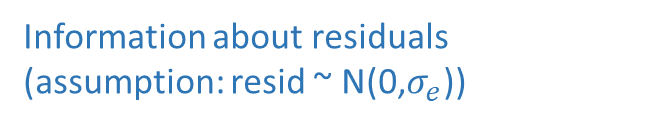 Information about residuals
(assumption: resid ~ N(0,σₑ))